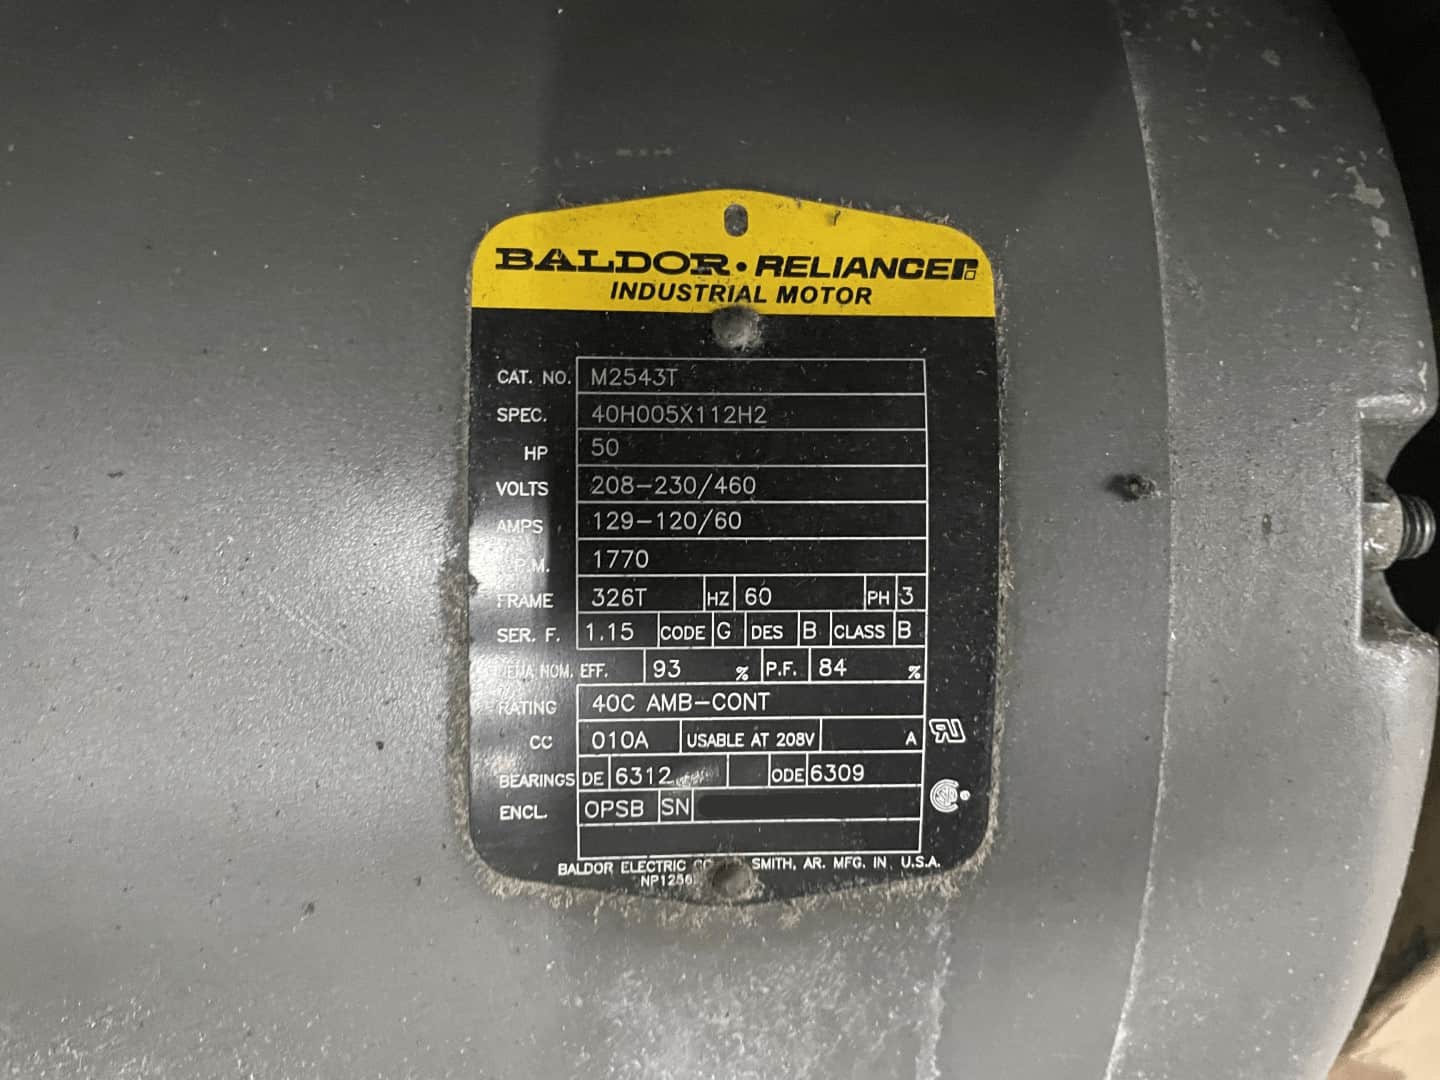 BALDOR • RELIANCE
INDUSTRIAL MOTOR
CAT. NO. M2543T
SPEC. 40H005X112H2
HP 50
VOLTS 208-230/460
AMPS 129-120/60
P.M. 1770
FRAME 326T HZ 60 PH 3
SER. F. 1.15 CODE G DES B CLASS B
NEMA NOM. EFF. 93 % P.F. 84 %
RATING 40C AMB-CONT
CC 010A USABLE AT 208V A
BEARINGS DE 6312 ODE 6309
ENCL. OPSB SN
BALDOR ELECTRIC SMITH, AR. MFG. IN U.S.A.
NP1256